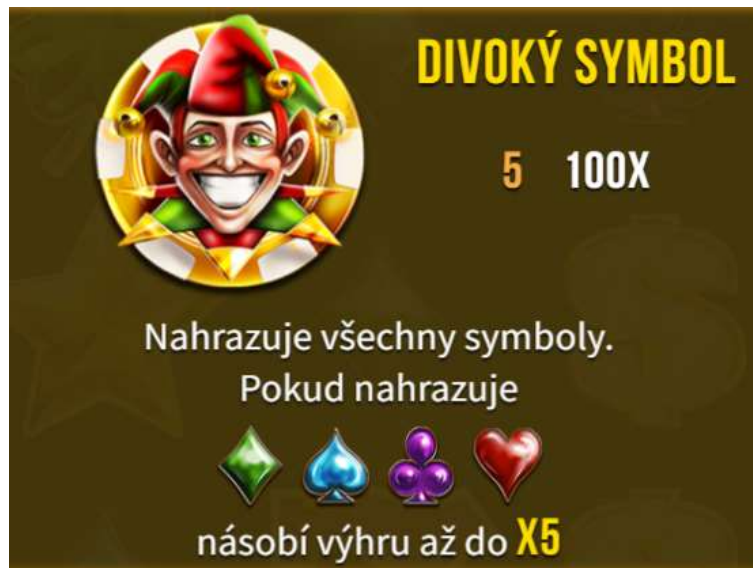 DIVOKÝ SYMBOL
5 100X
Nahrazuje všechny symboly.
Pokud nahrazuje
násobí výhru až do X5